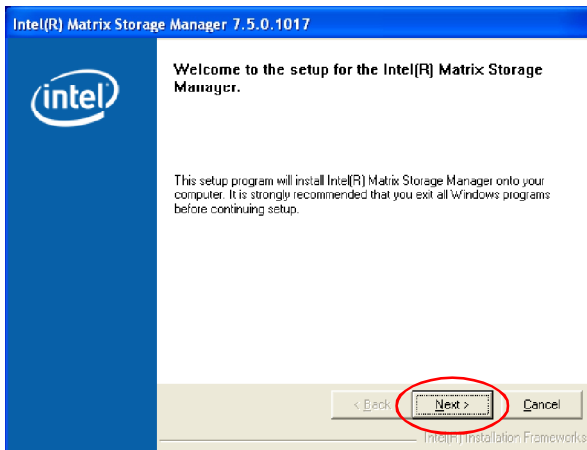 Intel(R) Matrix Storage Manager 7.5.0.1017
intel
Welcome to the setup for the Intel(R) Matrix Storage
Manager.
This setup program will install Intel(R) Matrix Storage Manager onto your
computer. It is strongly recommended that you exit all Windows programs
before continuing setup.
< Back Next > Cancel
Intel(R) Installation Frameworks